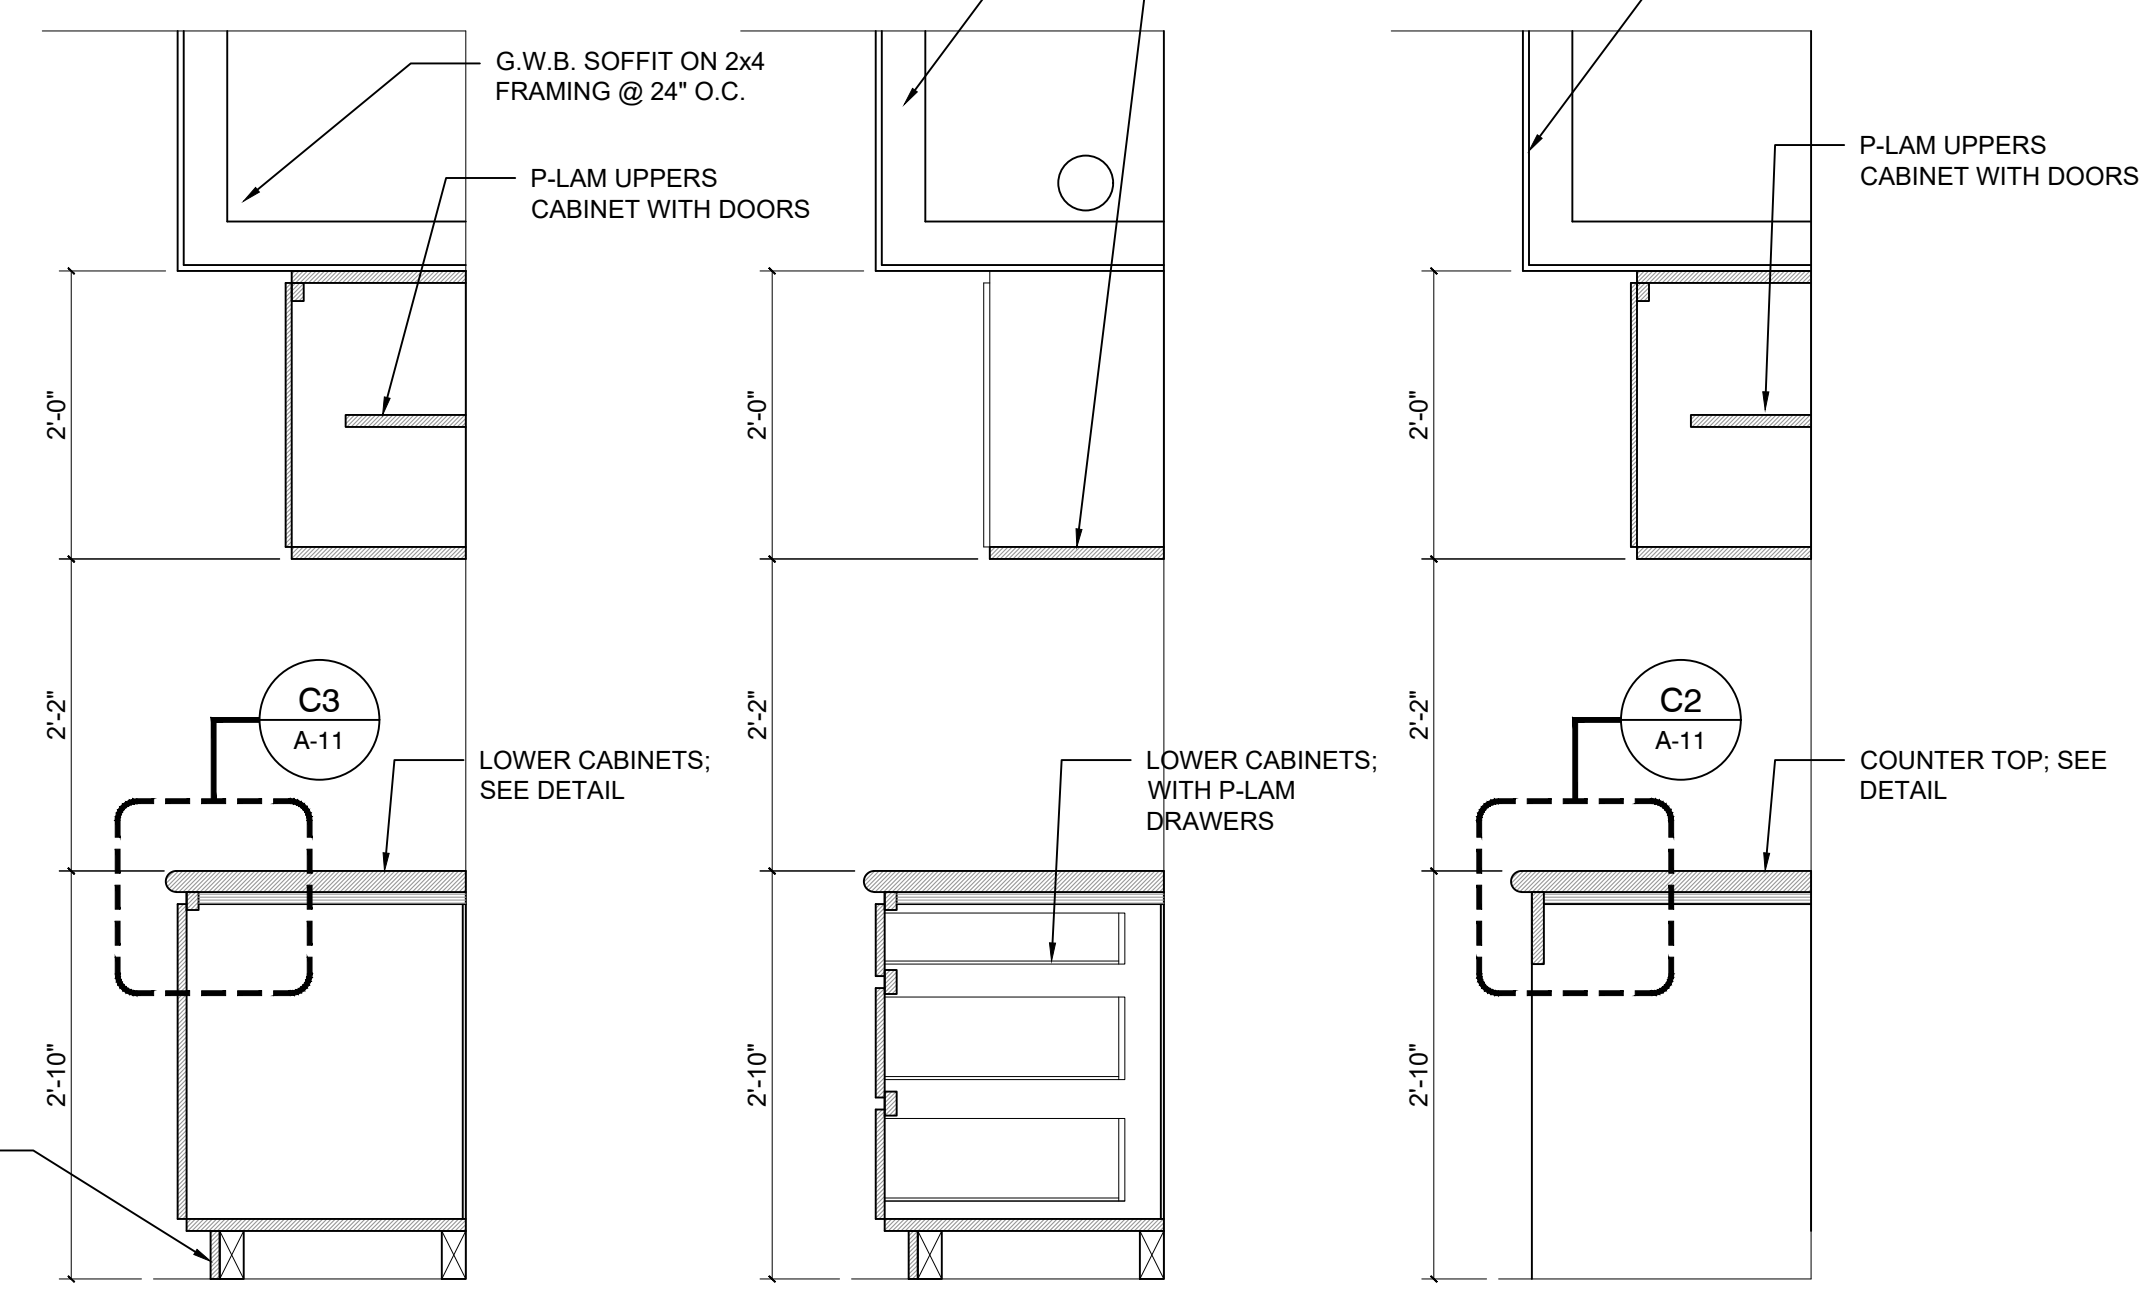 G.W.B. SOFFIT ON 2x4
FRAMING @ 24" O.C.
P-LAM UPPERS
CABINET WITH DOORS
2'-0"
C3
A-11
2'-2"
LOWER CABINETS;
SEE DETAIL
2'-10"
2'-0"
2'-2"
LOWER CABINETS;
WITH P-LAM
DRAWERS
2'-10"
P-LAM UPPERS
CABINET WITH DOORS
2'-0"
C2
A-11
2'-2"
COUNTER TOP; SEE
DETAIL
2'-10"